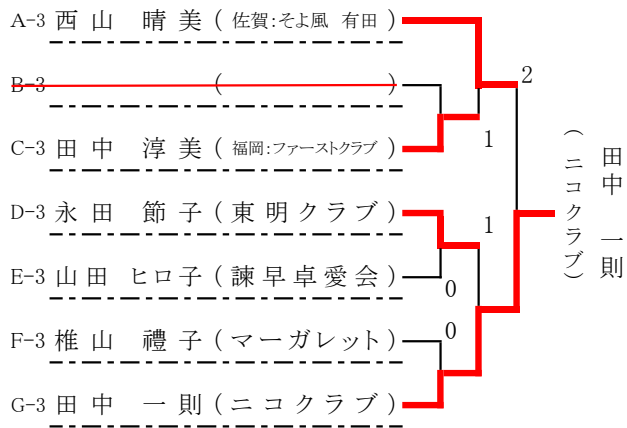 A-3 西山 晴美 (佐賀:そよ風 有田)
2
B-3 ( )
1
C-3 田中 淳美 (福岡:ファーストクラブ)
田中 一則
(ニコクラブ)
D-3 永田 節子 (東明クラブ)
1
E-3 山田 ヒロ子 (諫早卓愛会)
0
0
F-3 椎山 禮子 (マーガレット)
G-3 田中 一則 (ニコクラブ)